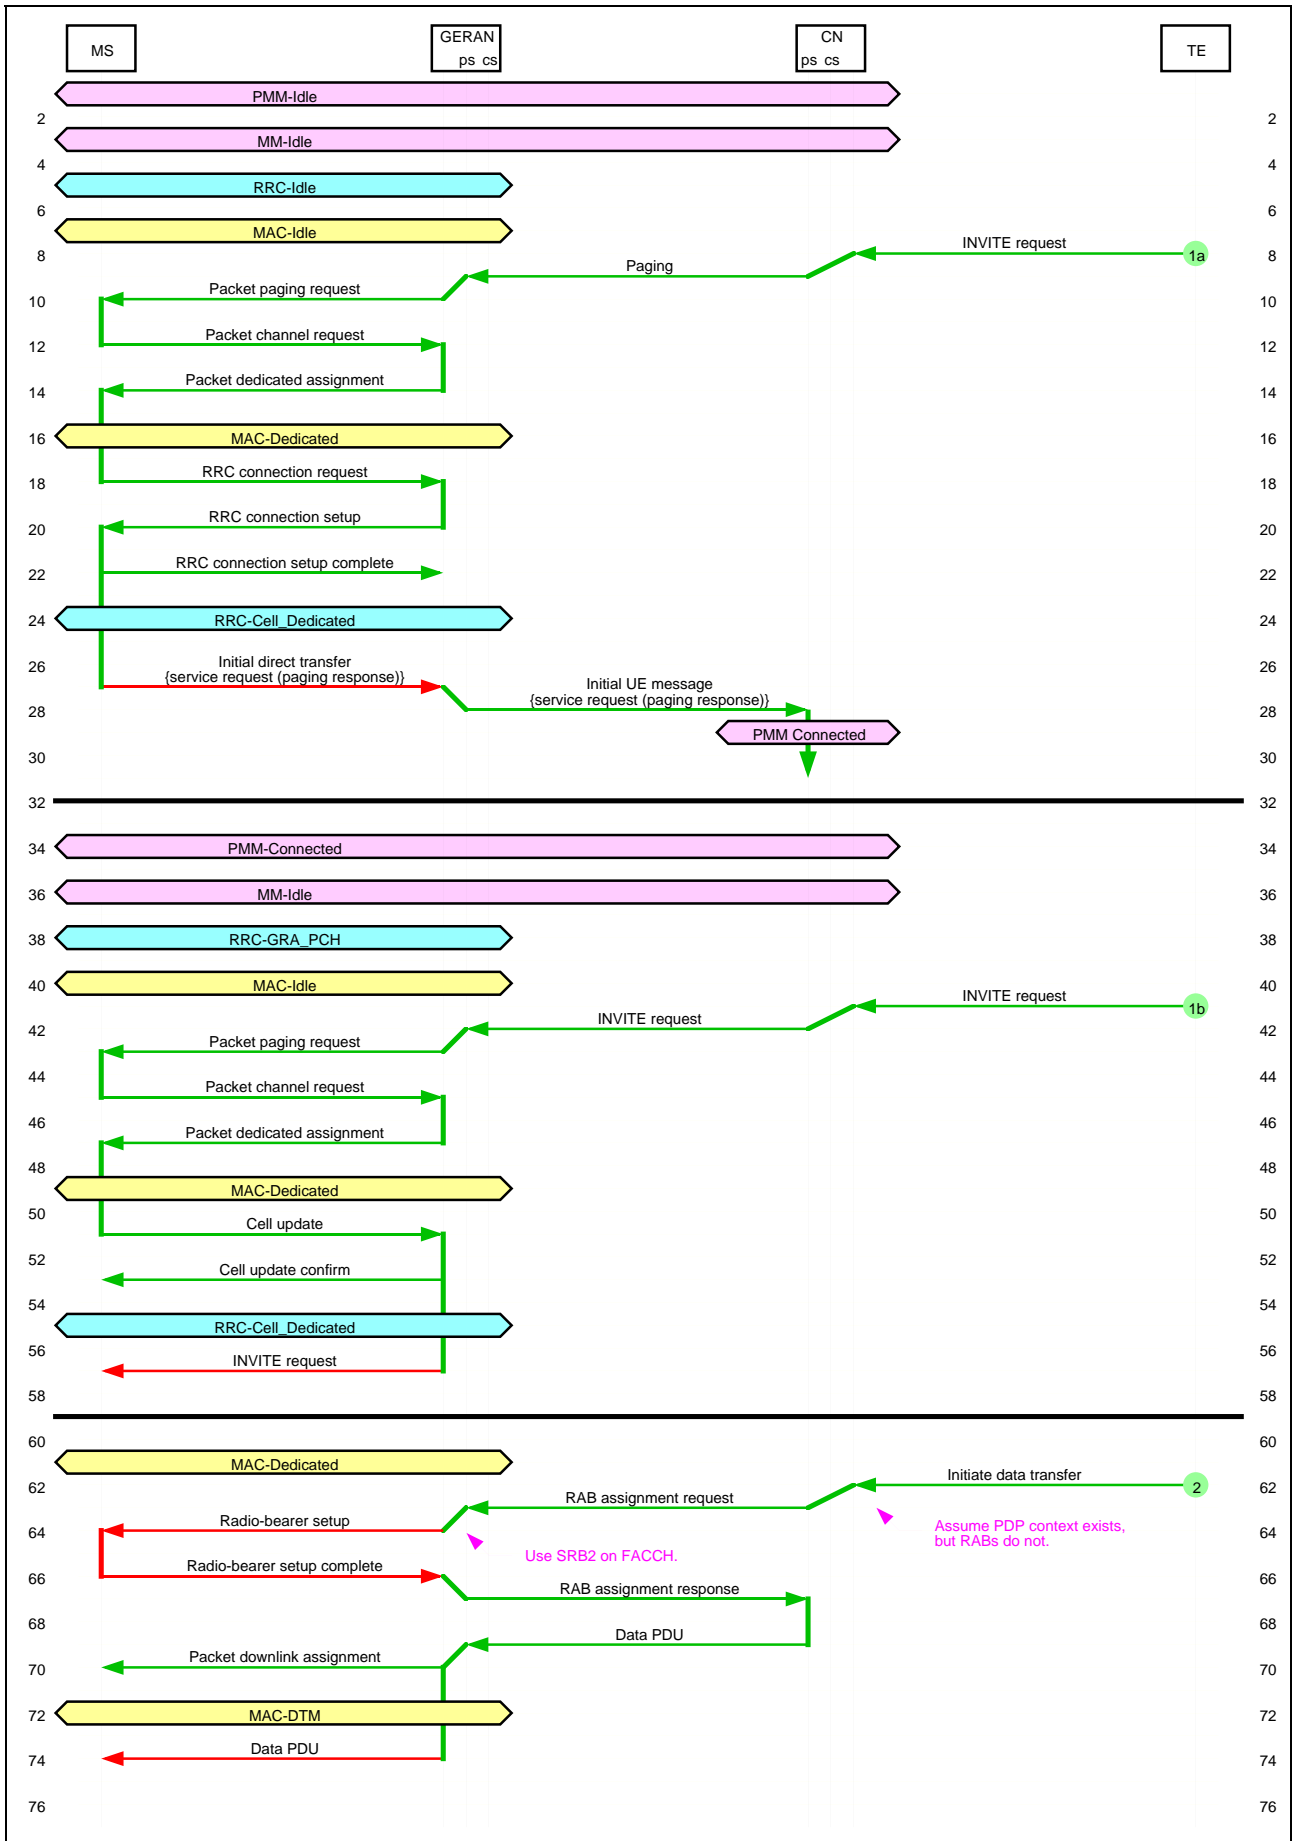 MS
GERAN
ps cs
CN
ps cs
TE
PMM-Idle
2 2
MM-Idle
4 4
RRC-Idle
6 6
MAC-Idle
INVITE request
8 1a 8
Paging
Packet paging request
10 10
Packet channel request
12 12
Packet dedicated assignment
14 14
16 MAC-Dedicated 16
RRC connection request
18 18
RRC connection setup
20 20
RRC connection setup complete
22 22
24 RRC-Cell_Dedicated 24
Initial direct transfer
26 26
{service request (paging response)}
Initial UE message
{service request (paging response)}
28 28
PMM Connected
30 30
32 32
34 PMM-Connected 34
36 MM-Idle 36
38 RRC-GRA_PCH 38
40 MAC-Idle 40
INVITE request
1b
INVITE request
42 42
Packet paging request
44 44
Packet channel request
46 46
Packet dedicated assignment
48 48
MAC-Dedicated
50 50
Cell update
52 52
Cell update confirm
54 54
RRC-Cell_Dedicated
56 56
INVITE request
58 58
60 60
MAC-Dedicated
Initiate data transfer
62 2 62
RAB assignment request
Radio-bearer setup
64 64
Assume PDP context exists,
but RABs do not.
Use SRB2 on FACCH.
Radio-bearer setup complete
66 66
RAB assignment response
68 68
Data PDU
Packet downlink assignment
70 70
72 MAC-DTM 72
Data PDU
74 74
76 76